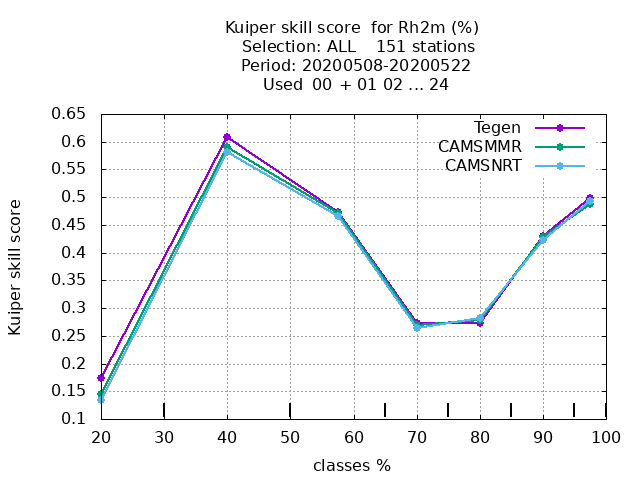 Kuiper skill score  for Rh2m (%)
Selection: ALL    151 stations
Period: 20200508-20200522
Used  00 + 01 02 ... 24
Tegen
CAMSMMR
CAMSNRT
0.65
0.6
0.55
0.5
0.45
0.4
0.35
0.3
0.25
0.2
0.15
0.1
Kuiper skill score
20 30 40 50 60 70 80 90 100
classes %